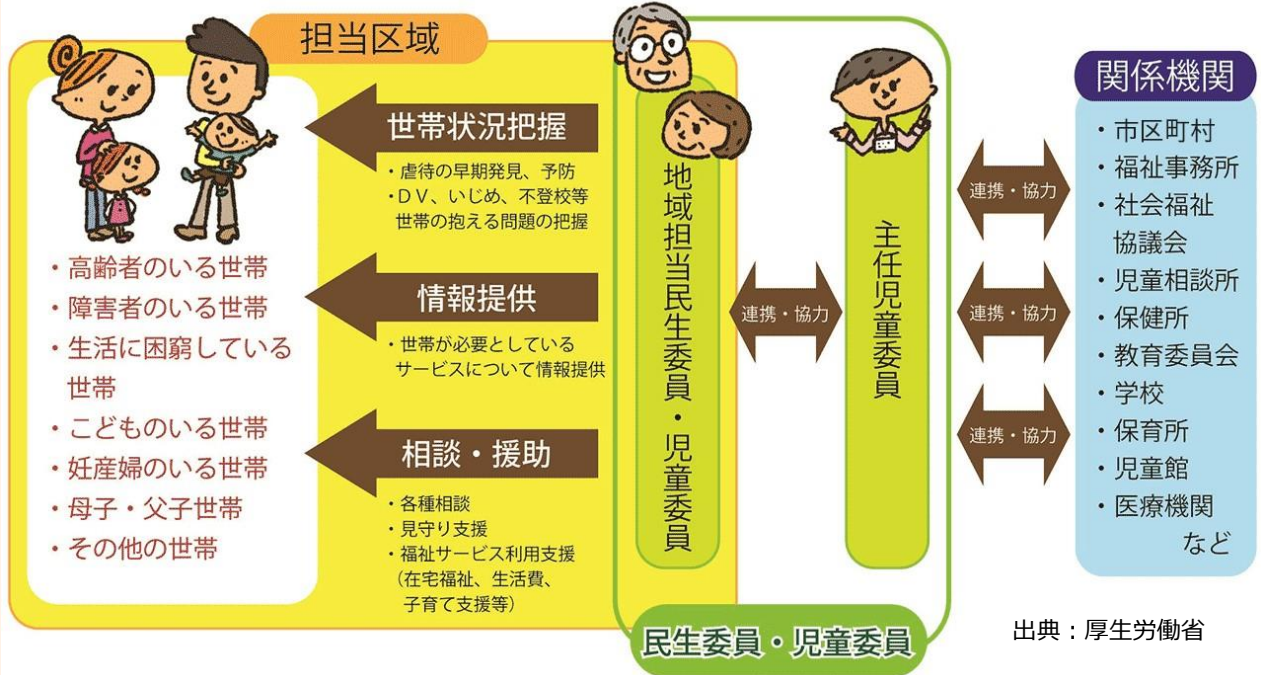 担当区域
・高齢者のいる世帯
・障害者のいる世帯
・生活に困窮している
世帯
・こどものいる世帯
・妊産婦のいる世帯
・母子・父子世帯
・その他の世帯
世帯状況把握
・虐待の早期発見、予防
・DV、いじめ、不登校等
世帯の抱える問題の把握
情報提供
・世帯が必要としている
サービスについて情報提供
相談・援助
・各種相談
・見守り支援
・福祉サービス利用支援
(在宅福祉、生活費、
子育て支援等)
地域担当民生委員・児童委員
連携・協力
主任児童委員
民生委員・児童委員
連携・協力
連携・協力
連携・協力
関係機関
・市区町村
・福祉事務所
・社会福祉
協議会
・児童相談所
・保健所
・教育委員会
・学校
・保育所
・児童館
・医療機関
など
出典：厚生労働省